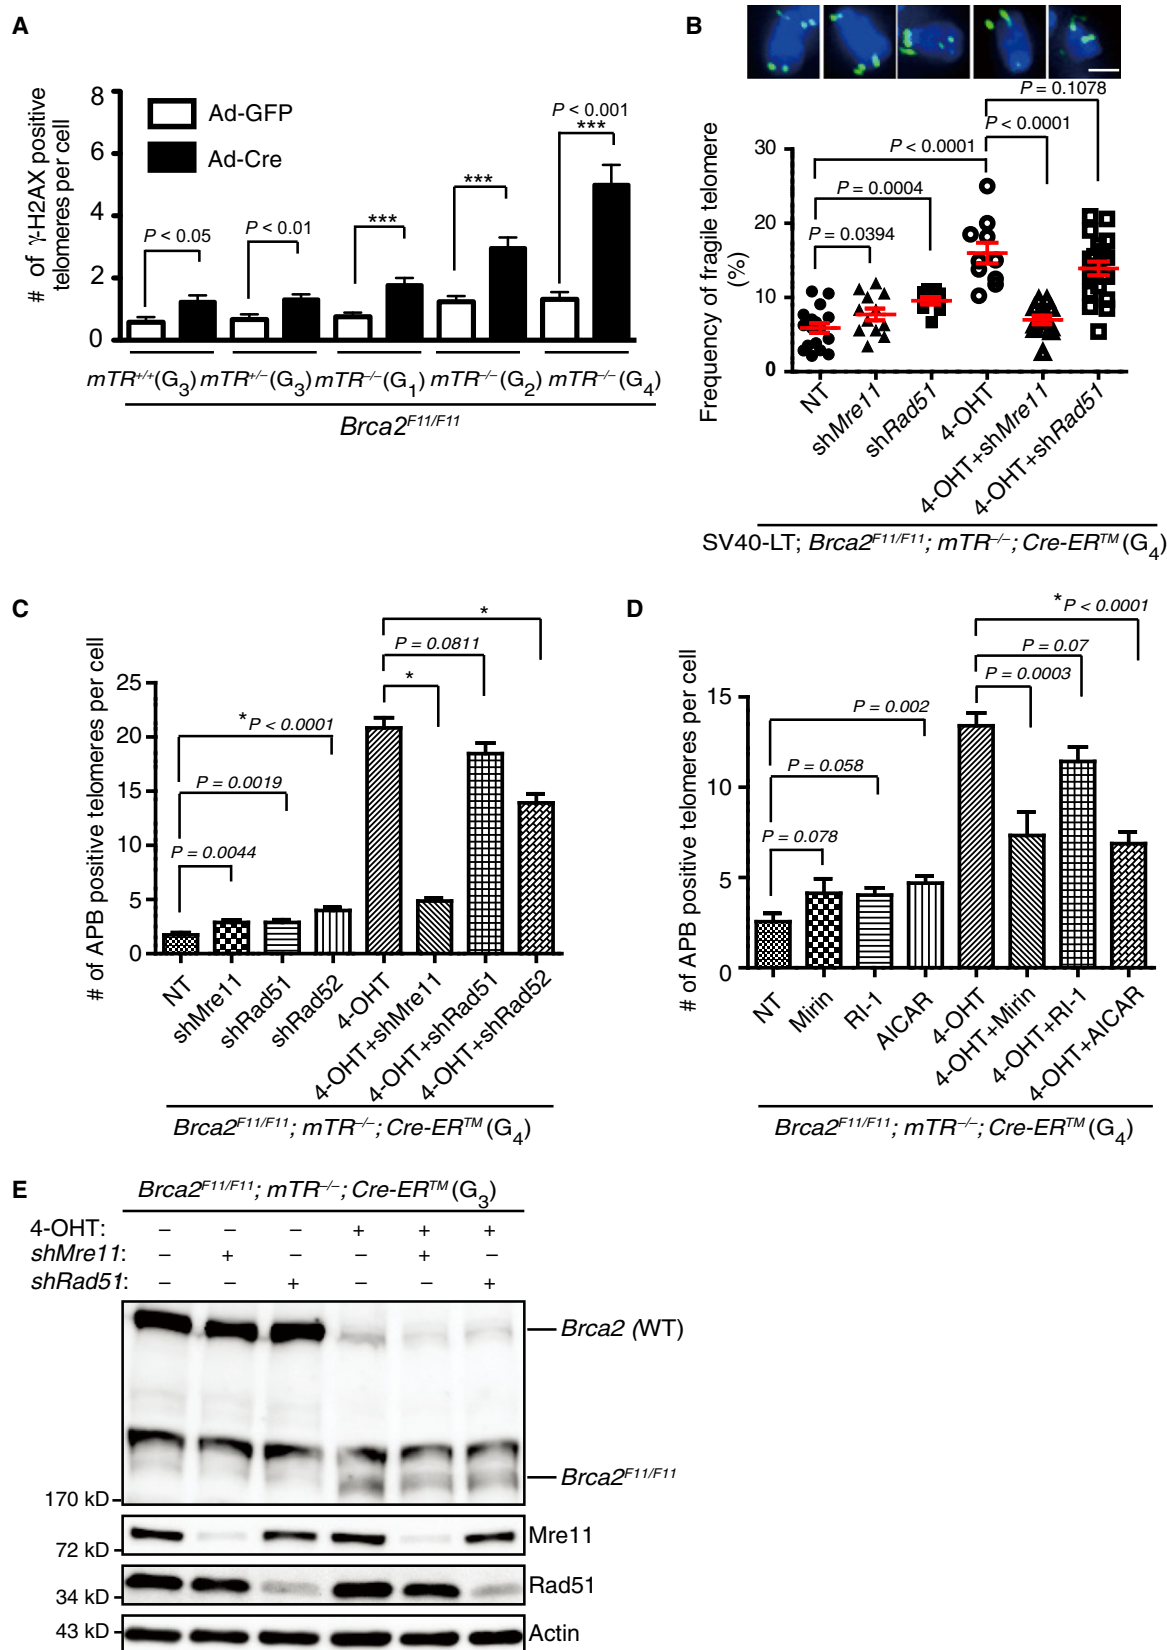 A
# of γ-H2AX positive
telomeres per cell
8
6
4
2
0
Ad-GFP
Ad-Cre
P < 0.05
P < 0.01
***
***
P < 0.001
***
mTR+/+(G3) mTR+/–(G3) mTR–/–(G1) mTR–/–(G2) mTR–/–(G4)
Brca2F11/F11
B
Frequency of fragile telomere
(%)
30
20
10
0
P = 0.1078
P < 0.0001
P < 0.0001
P = 0.0004
P = 0.0394
NT
shMre11
shRad51
4-OHT
4-OHT+shMre11
4-OHT+shRad51
SV40-LT; Brca2F11/F11; mTR–/–; Cre-ERTM (G4)
C
# of APB positive telomeres per cell
25
20
15
10
5
0
*
P = 0.0811
*
*P < 0.0001
P = 0.0019
P = 0.0044
NT
shMre11
shRad51
shRad52
4-OHT
4-OHT+shMre11
4-OHT+shRad51
4-OHT+shRad52
Brca2F11/F11; mTR–/–; Cre-ERTM (G4)
D
# of APB positive telomeres per cell
15
10
5
0
*P < 0.0001
P = 0.07
P = 0.0003
P = 0.002
P = 0.058
P = 0.078
NT
Mirin
RI-1
AICAR
4-OHT
4-OHT+Mirin
4-OHT+RI-1
4-OHT+AICAR
Brca2F11/F11; mTR–/–; Cre-ERTM (G4)
E
Brca2F11/F11; mTR–/–; Cre-ERTM (G3)
4-OHT: – – – + + +
shMre11: – + – – + –
shRad51: – – + – – +
Brca2 (WT)
Brca2F11/F11
170 kD
Mre11
72 kD
Rad51
34 kD
43 kD
Actin